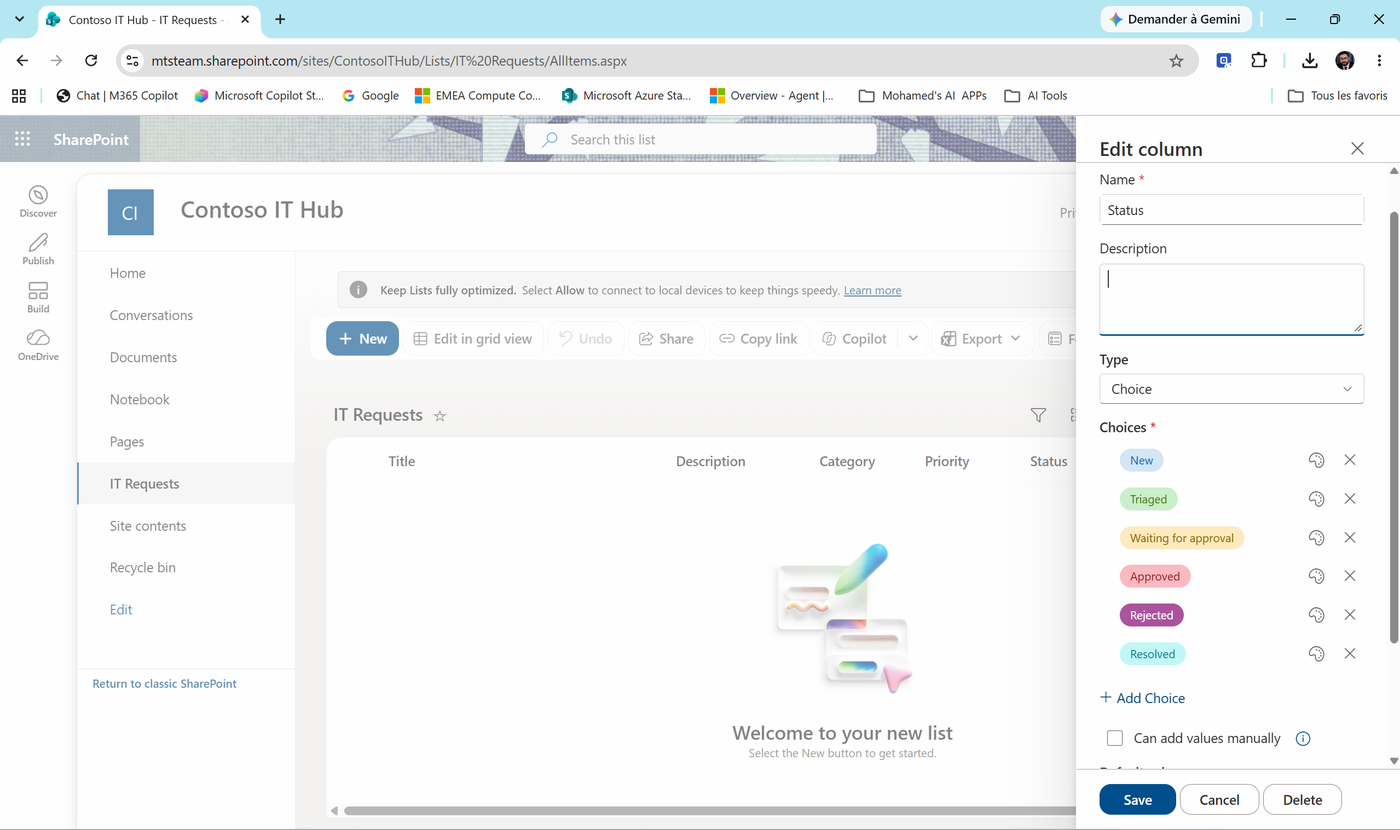 Contoso IT Hub - IT Requests -
Demander à Gemini
mtsteam.sharepoint.com/sites/ContosoITHub/Lists/IT%20Requests/AllItems.aspx
Chat | M365 Copilot
Microsoft Copilot St...
Google
EMEA Compute Co...
Microsoft Azure Sta...
Overview - Agent |...
Mohamed's AI APPs
AI Tools
Tous les favoris
SharePoint
Search this list
Discover
Publish
Build
OneDrive
CI
Contoso IT Hub
Home
Conversations
Documents
Notebook
Pages
IT Requests
Site contents
Recycle bin
Edit
Return to classic SharePoint
Keep Lists fully optimized. Select Allow to connect to local devices to keep things speedy. Learn more
New
Edit in grid view
Undo
Share
Copy link
Copilot
Export
IT Requests
Title
Description
Category
Priority
Status
Welcome to your new list
Select the New button to get started.
Edit column
Name *
Status
Description
Type
Choice
Choices *
New
Triaged
Waiting for approval
Approved
Rejected
Resolved
Add Choice
Can add values manually
Save
Cancel
Delete